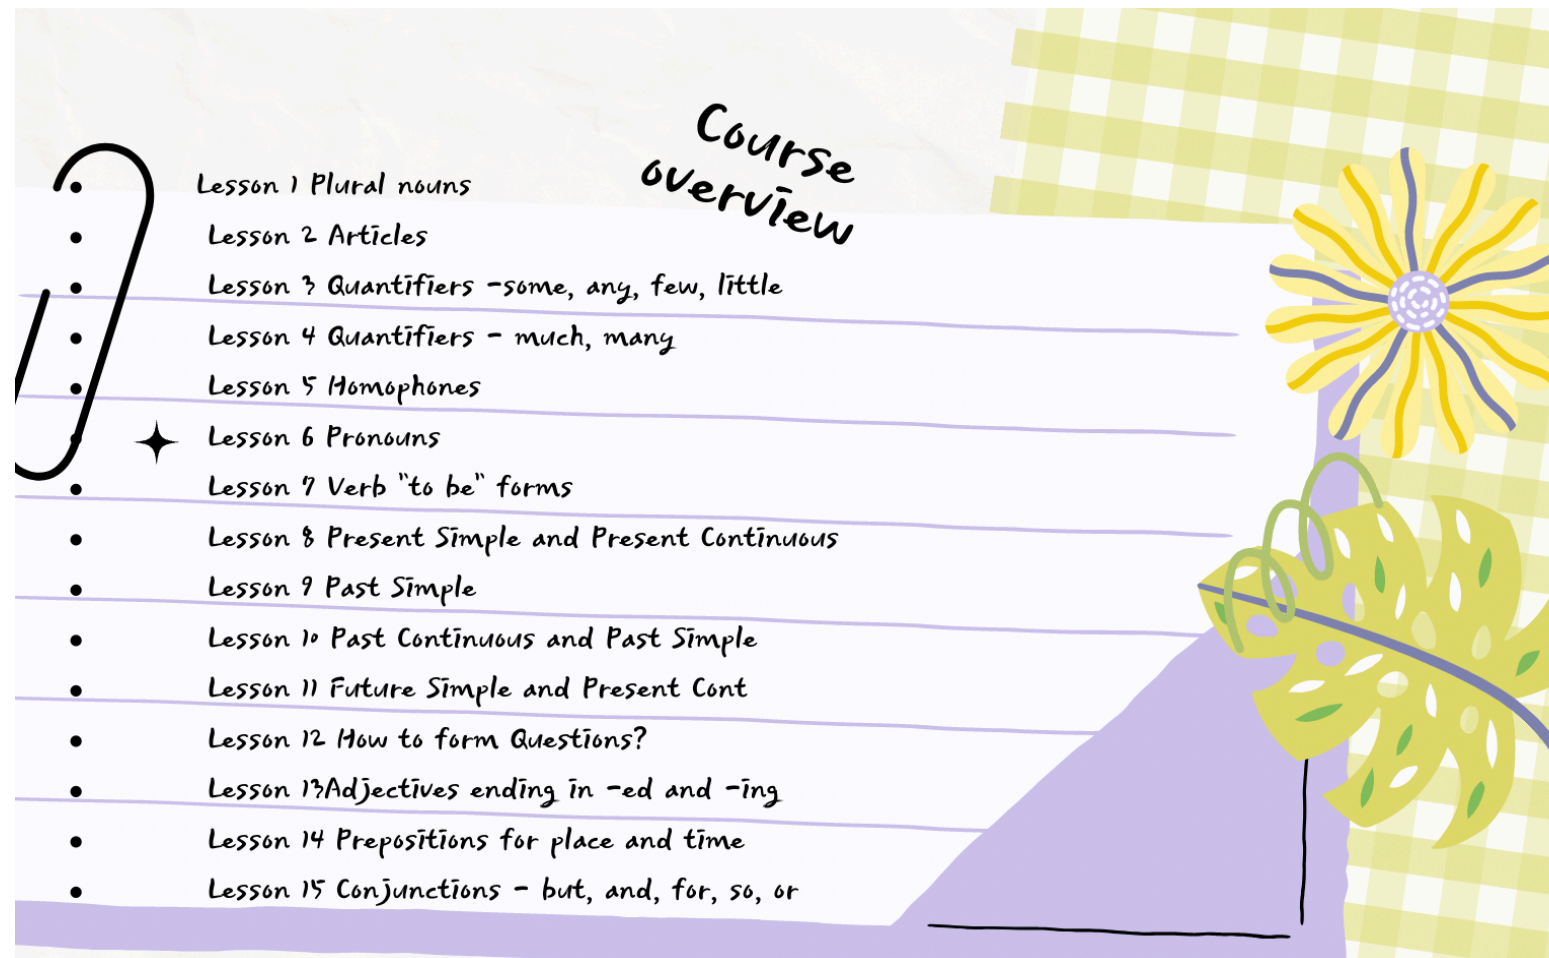 Course
overview
Lesson 1 Plural nouns
Lesson 2 Articles
Lesson 3 Quantifiers -some, any, few, little
Lesson 4 Quantifiers - much, many
Lesson 5 Homophones
Lesson 6 Pronouns
Lesson 7 Verb "to be" forms
Lesson 8 Present Simple and Present Continuous
Lesson 9 Past Simple
Lesson 10 Past Continuous and Past Simple
Lesson 11 Future Simple and Present Cont
Lesson 12 How to form Questions?
Lesson 13Adjectives ending in -ed and -ing
Lesson 14 Prepositions for place and time
Lesson 15 Conjunctions - but, and, for, so, or